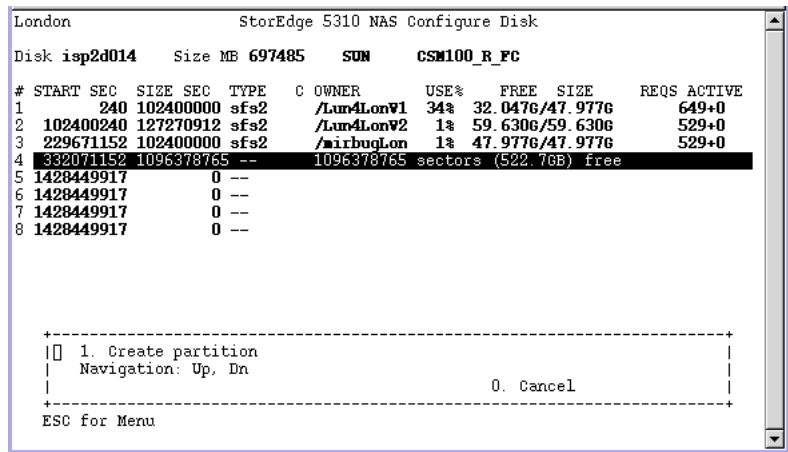 London StorEdge 5310 NAS Configure Disk
Disk isp2d014 Size MB 697485 SUN CSM100_R_FC
# START SEC SIZE SEC TYPE C OWNER USE% FREE SIZE REQS ACTIVE
1 240 102400000 sfs2 /Lun4LonV1 34% 32.047G/47.977G 649+0
2 102400240 127270912 sfs2 /Lun4LonV2 1% 59.630G/59.630G 529+0
3 229671152 102400000 sfs2 /mirbugLon 1% 47.977G/47.977G 529+0
4 332071152 1096378765 -- 1096378765 sectors (522.7GB) free
5 1428449917 0 --
6 1428449917 0 --
7 1428449917 0 --
8 1428449917 0 --
1. Create partition
Navigation: Up, Dn
0. Cancel
ESC for Menu